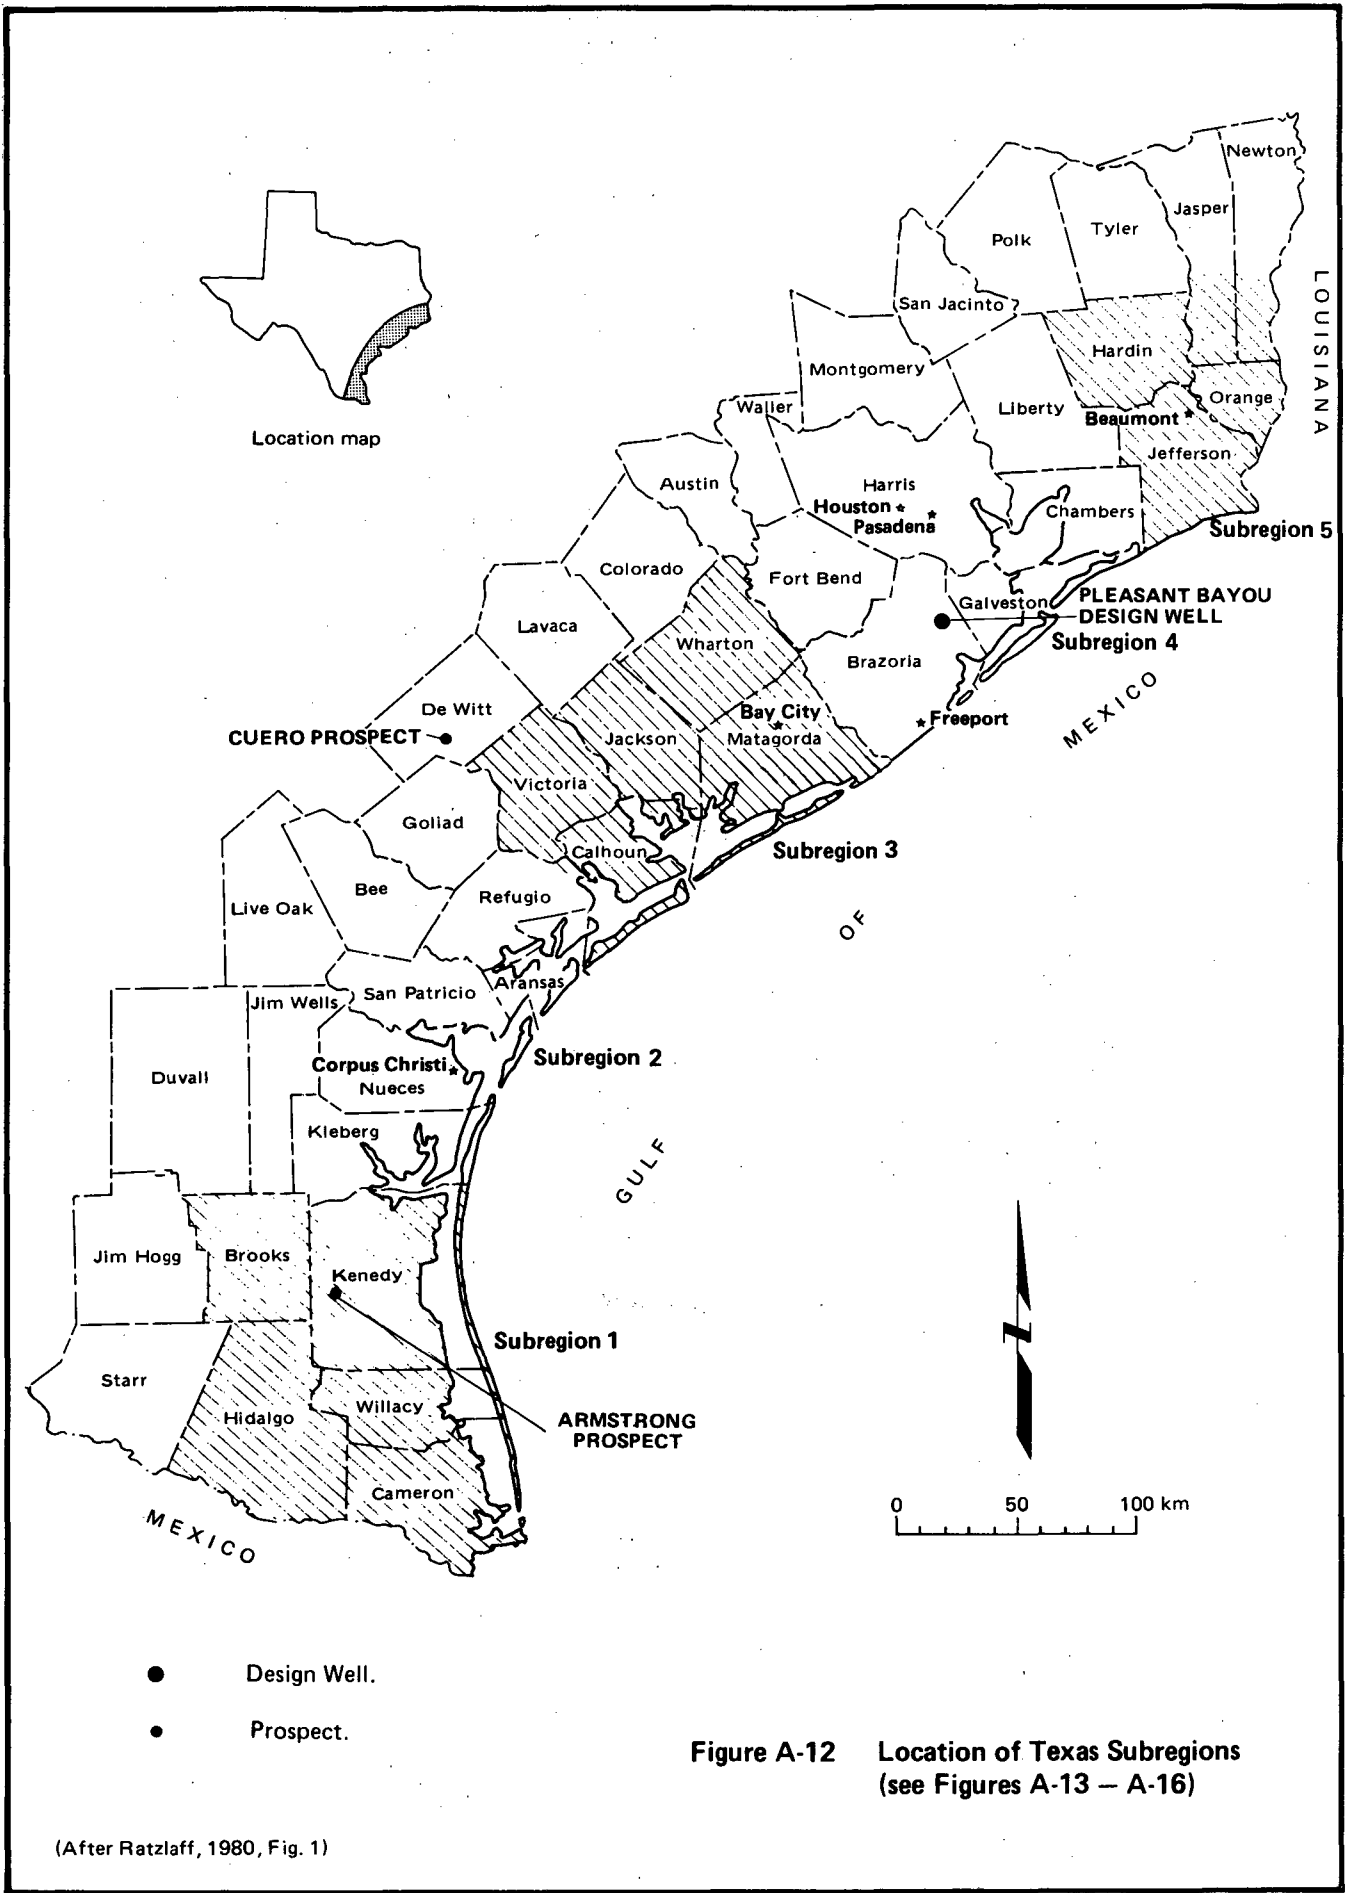 Newton
Jasper
Tyler
Polk
LOUISIANA
San Jacinto
Hardin
Montgomery
Orange
Waller
Liberty
Beaumont
Jefferson
Austin
Harris
Houston
Pasadena
Chambers
Subregion 5
Location map
Colorado
Fort Bend
Galveston
PLEASANT BAYOU
DESIGN WELL
Subregion 4
Lavaca
Wharton
Brazoria
MEXICO
De Witt
Bay City
Freeport
CUERO PROSPECT
Jackson
Matagorda
Victoria
Goliad
Calhoun
Subregion 3
Bee
Refugio
Live Oak
OF
Aransas
San Patricio
Jim Wells
Subregion 2
Corpus Christi
Nueces
Duvall
Kleberg
GULF
Jim Hogg
Brooks
Kenedy
Subregion 1
Starr
Willacy
Hidalgo
ARMSTRONG
PROSPECT
Cameron
MEXICO
N
0 50 100 km
Design Well.
Prospect.
Figure A-12 Location of Texas Subregions
(see Figures A-13 — A-16)
(After Ratzlaff, 1980, Fig. 1)